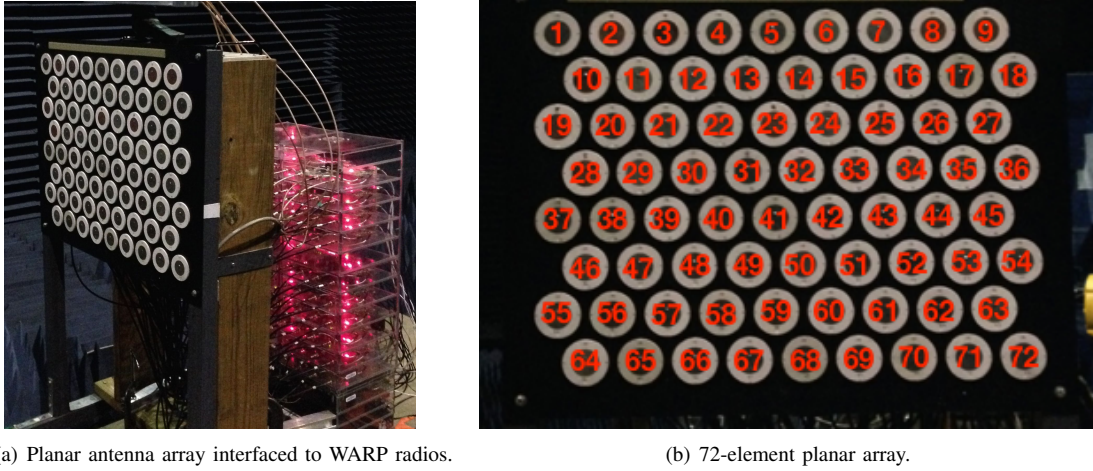 1 2 3 4 5 6 7 8 9
10 11 12 13 14 15 16 17 18
19 20 21 22 23 24 25 26 27
28 29 30 31 32 33 34 35 36
37 38 39 40 41 42 43 44 45
46 47 48 49 50 51 52 53 54
55 56 57 58 59 60 61 62 63
64 65 66 67 68 69 70 71 72
a) Planar antenna array interfaced to WARP radios.
(b) 72-element planar array.